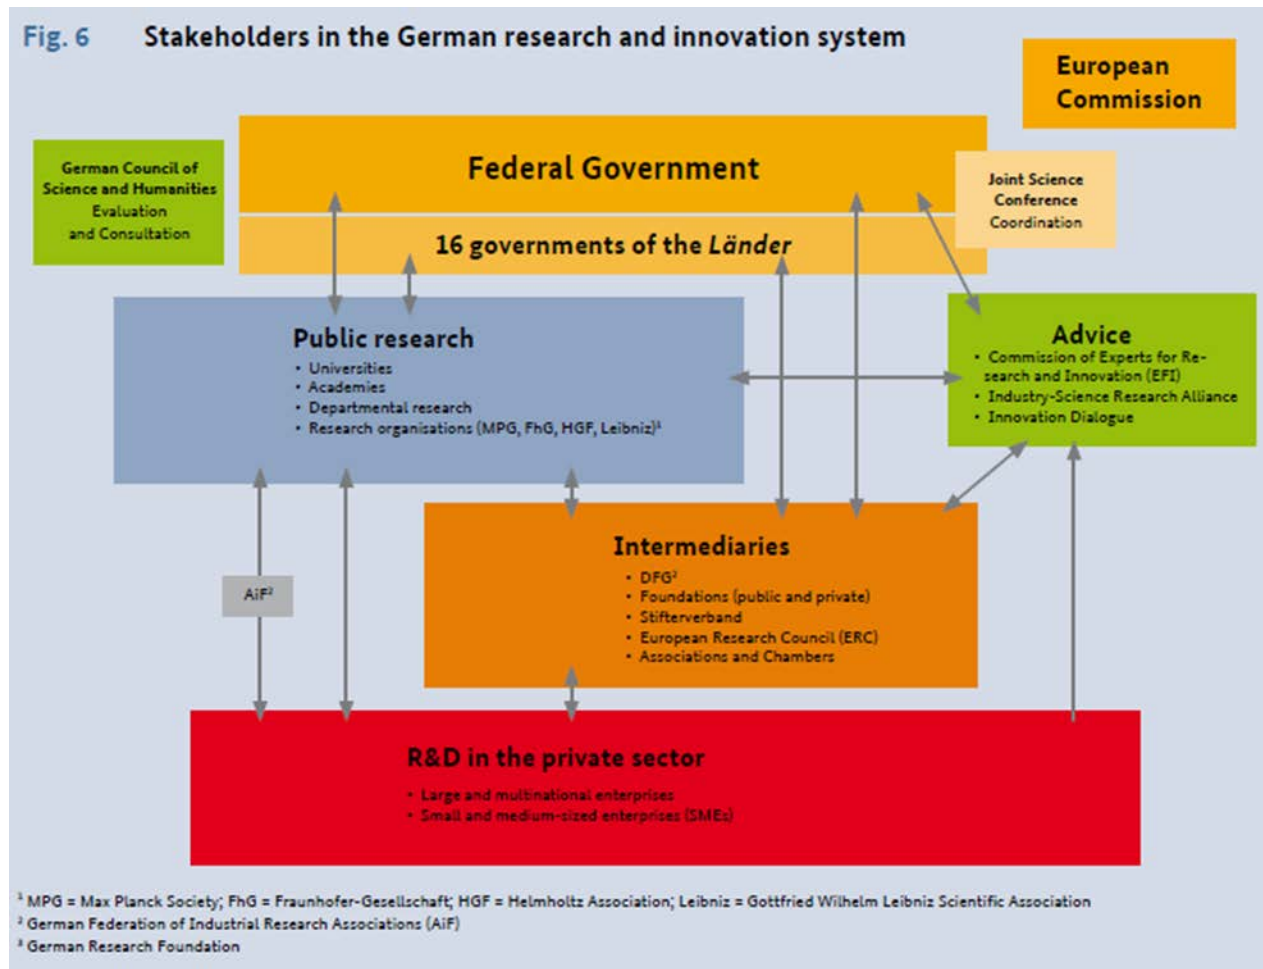 Fig. 6 Stakeholders in the German research and innovation system
European
Commission
German Council of
Science and Humanities
Evaluation
and Consultation
Federal Government
Joint Science
Conference
Coordination
16 governments of the Länder
Public research
• Universities
• Academies
• Departmental research
• Research organisations (MPG, FhG, HGF, Leibniz)¹
Advice
• Commission of Experts for Re-
search and Innovation (EFI)
• Industry-Science Research Alliance
• Innovation Dialogue
Intermediaries
• DFG²
• Foundations (public and private)
• Stifterverband
• European Research Council (ERC)
• Associations and Chambers
AiF²
R&D in the private sector
• Large and multinational enterprises
• Small and medium-sized enterprises (SMEs)
¹ MPG = Max Planck Society; FhG = Fraunhofer-Gesellschaft; HGF = Helmholtz Association; Leibniz = Gottfried Wilhelm Leibniz Scientific Association
² German Federation of Industrial Research Associations (AiF)
³ German Research Foundation